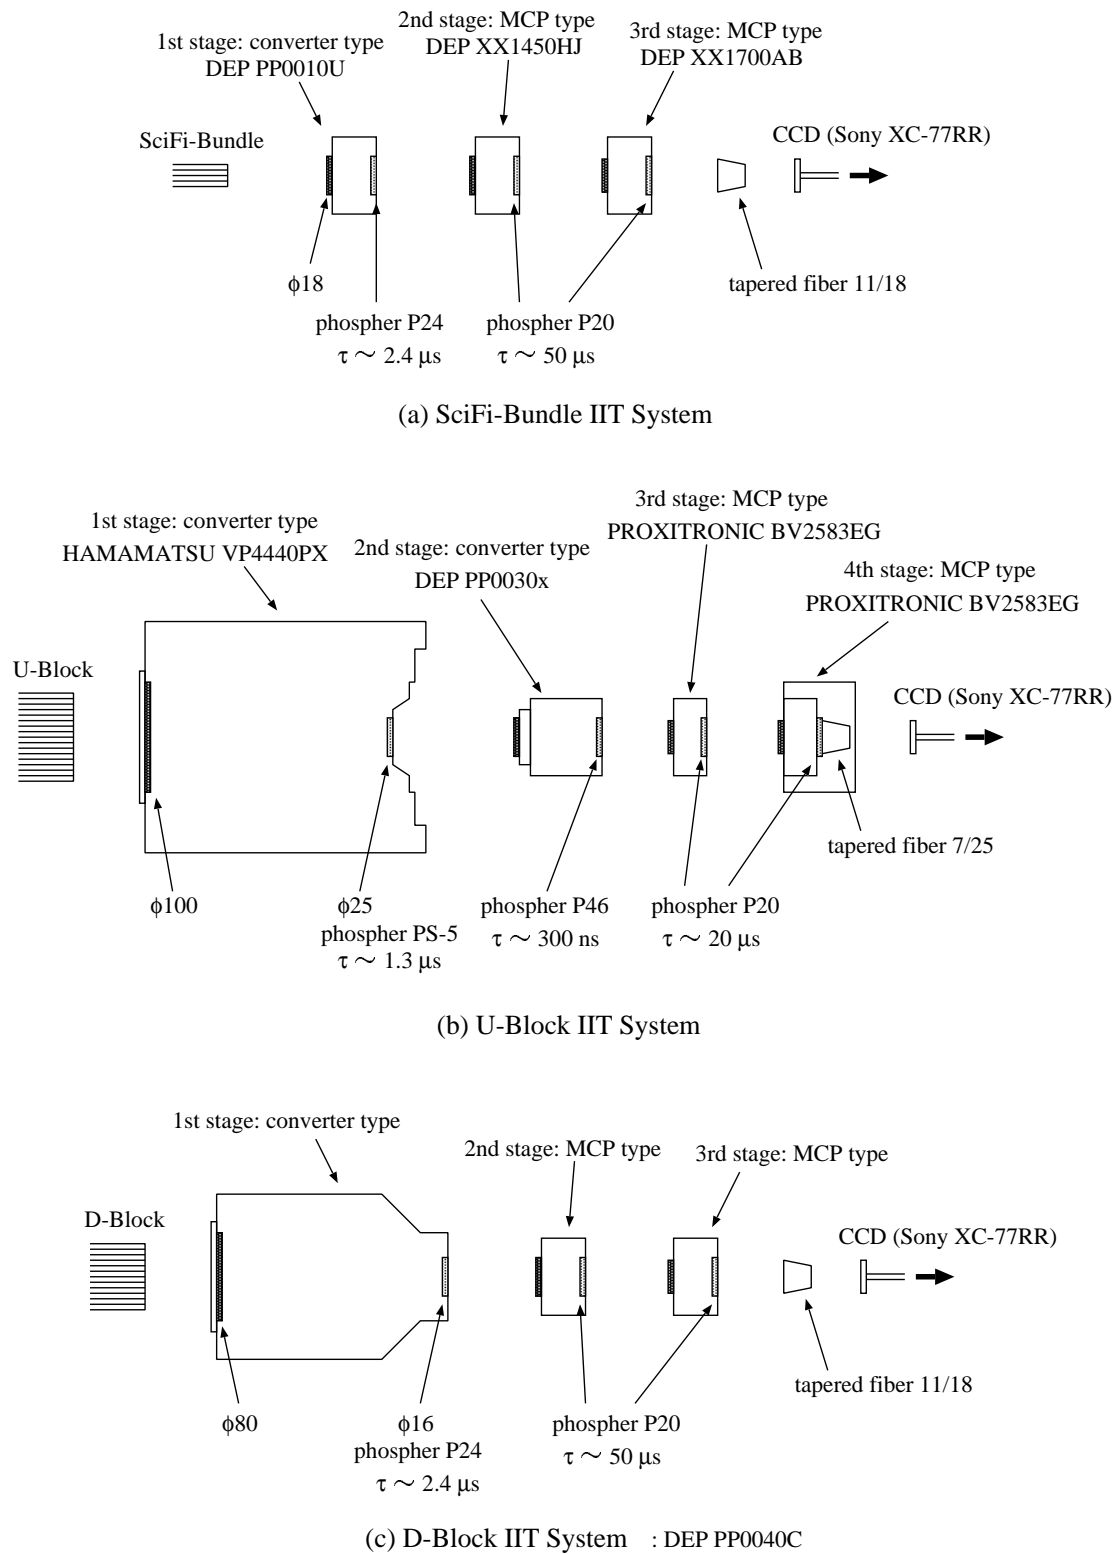 2nd stage: MCP type
DEP XX1450HJ
1st stage: converter type
DEP PP0010U
3rd stage: MCP type
DEP XX1700AB
SciFi-Bundle
CCD (Sony XC-77RR)
ϕ18
tapered fiber 11/18
phospher P24
τ ∼ 2.4 μs
phospher P20
τ ∼ 50 μs
(a) SciFi-Bundle IIT System
3rd stage: MCP type
PROXITRONIC BV2583EG
1st stage: converter type
HAMAMATSU VP4440PX
2nd stage: converter type
DEP PP0030x
4th stage: MCP type
PROXITRONIC BV2583EG
U-Block
CCD (Sony XC-77RR)
tapered fiber 7/25
ϕ100
ϕ25
phospher PS-5
τ ∼ 1.3 μs
phospher P46
τ ∼ 300 ns
phospher P20
τ ∼ 20 μs
(b) U-Block IIT System
1st stage: converter type
2nd stage: MCP type
3rd stage: MCP type
D-Block
CCD (Sony XC-77RR)
tapered fiber 11/18
ϕ80
ϕ16
phospher P24
τ ∼ 2.4 μs
phospher P20
τ ∼ 50 μs
(c) D-Block IIT System : DEP PP0040C